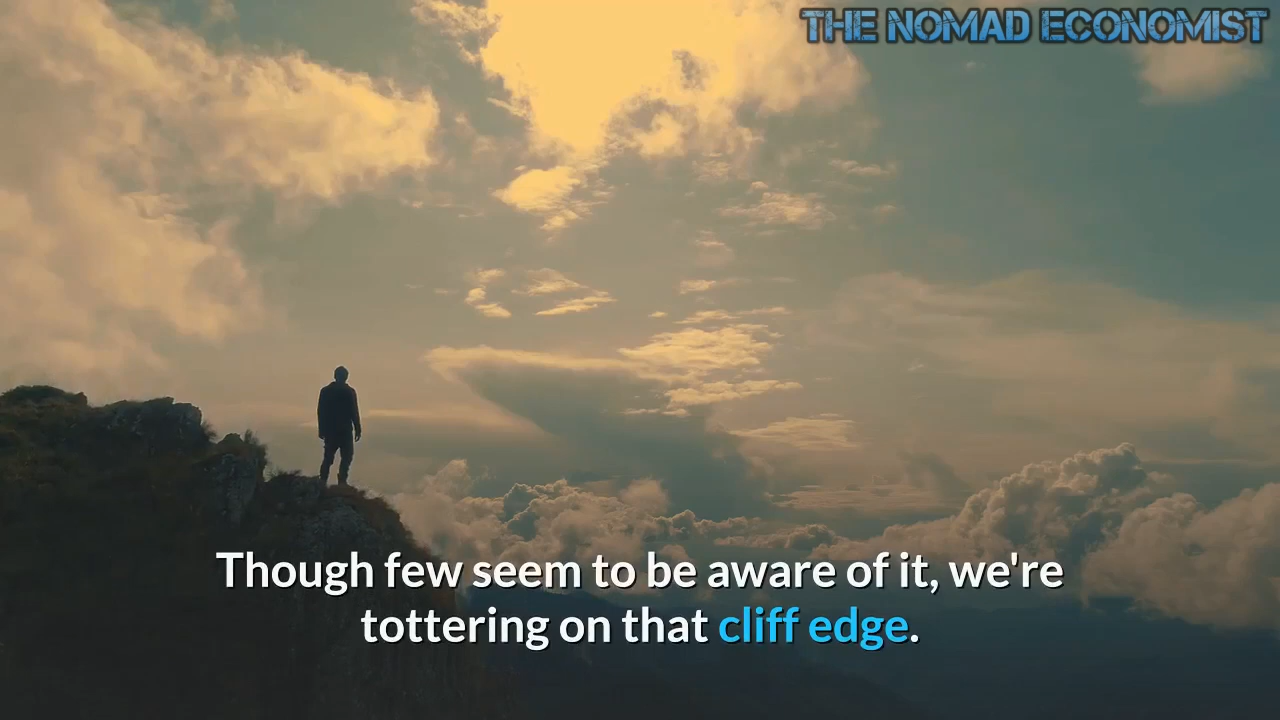 THE NOMAD ECONOMIST
Though few seem to be aware of it, we're
tottering on that cliff edge.